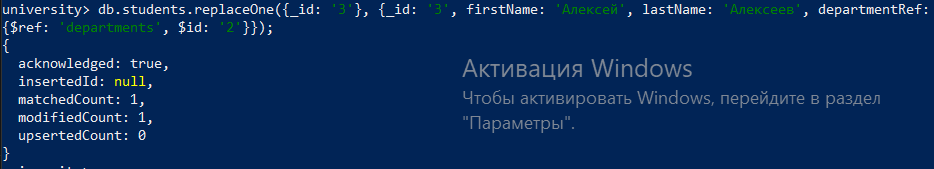 university> db.students.replaceOne({_id: '3'}, {_id: '3', firstName: 'Алексей', lastName: 'Алексеев', departmentRef:
{$ref: 'departments', $id: '2'}});
{
  acknowledged: true,
  insertedId: null,
  matchedCount: 1,
  modifiedCount: 1,
  upsertedCount: 0
}
Активация Windows
Чтобы активировать Windows, перейдите в раздел
"Параметры".